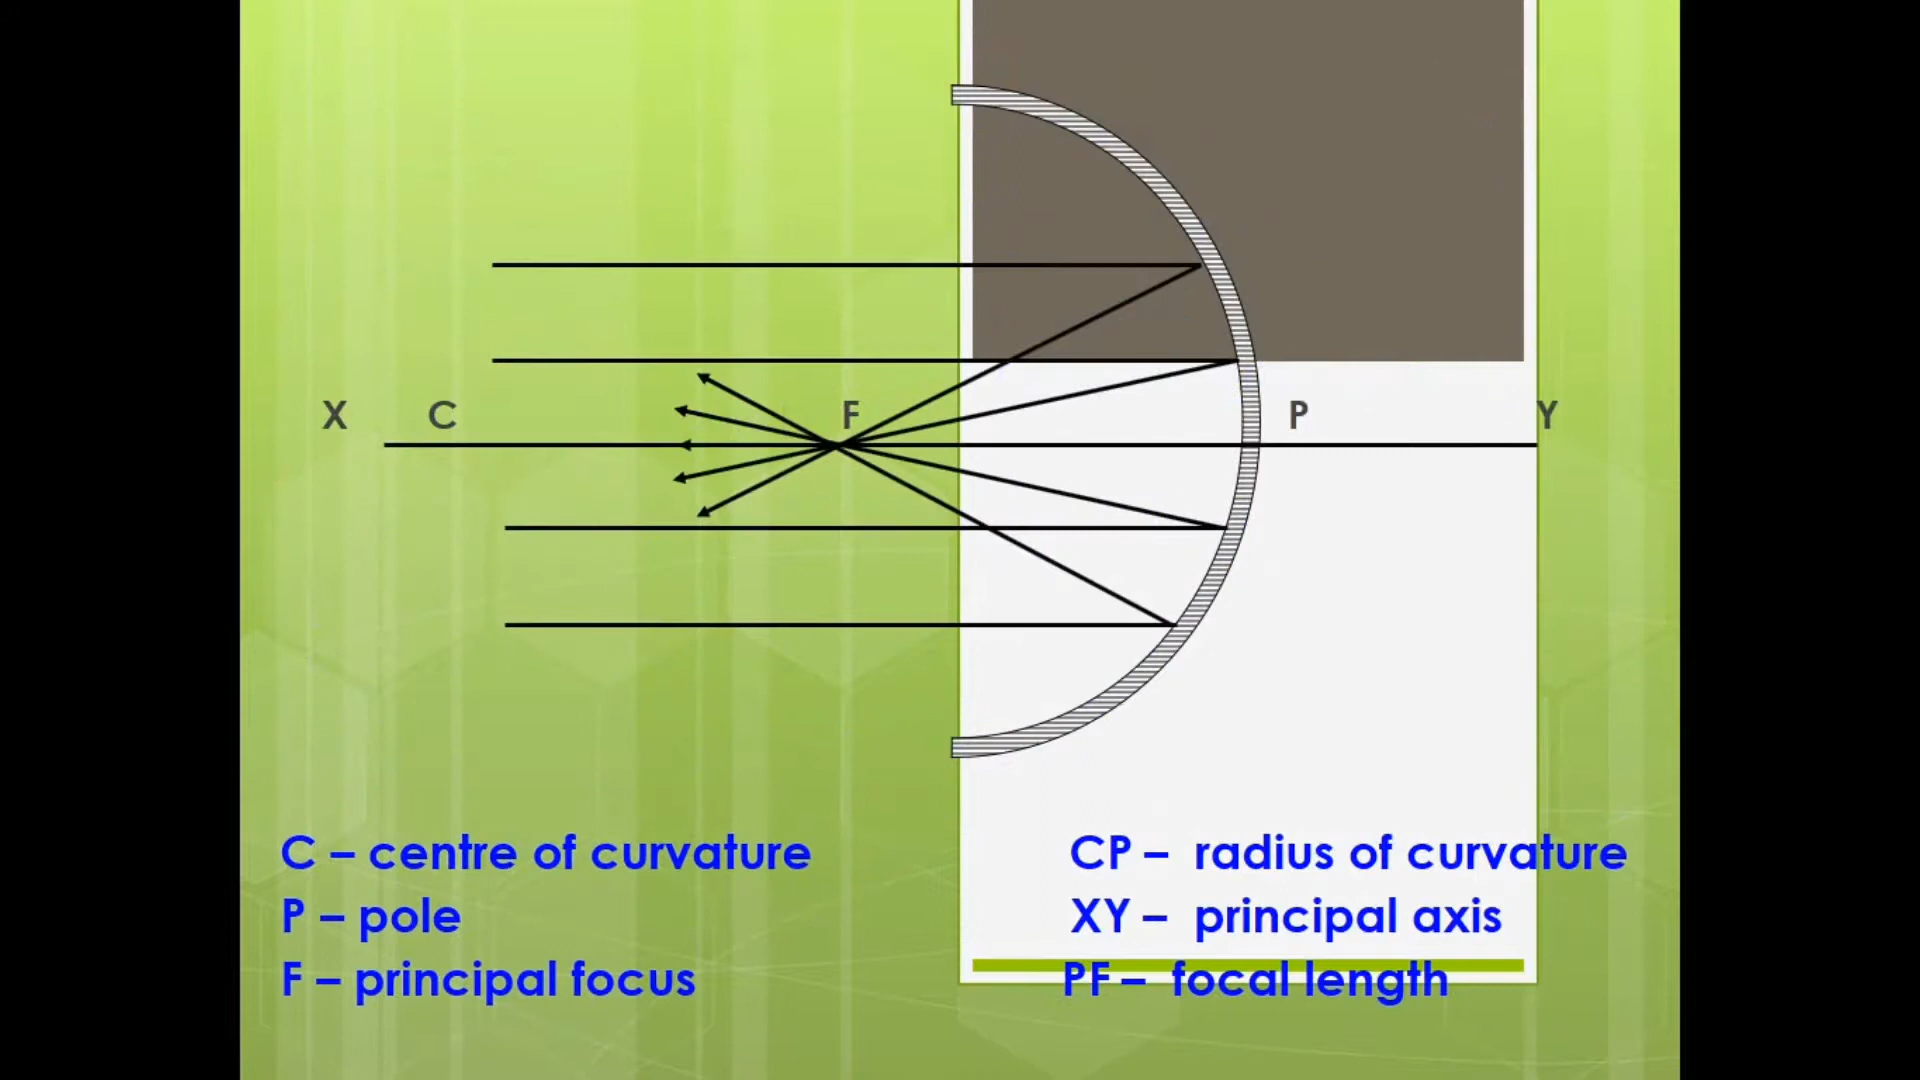 X C F P Y
C – centre of curvature
CP – radius of curvature
P – pole
XY – principal axis
F – principal focus
PF – focal length